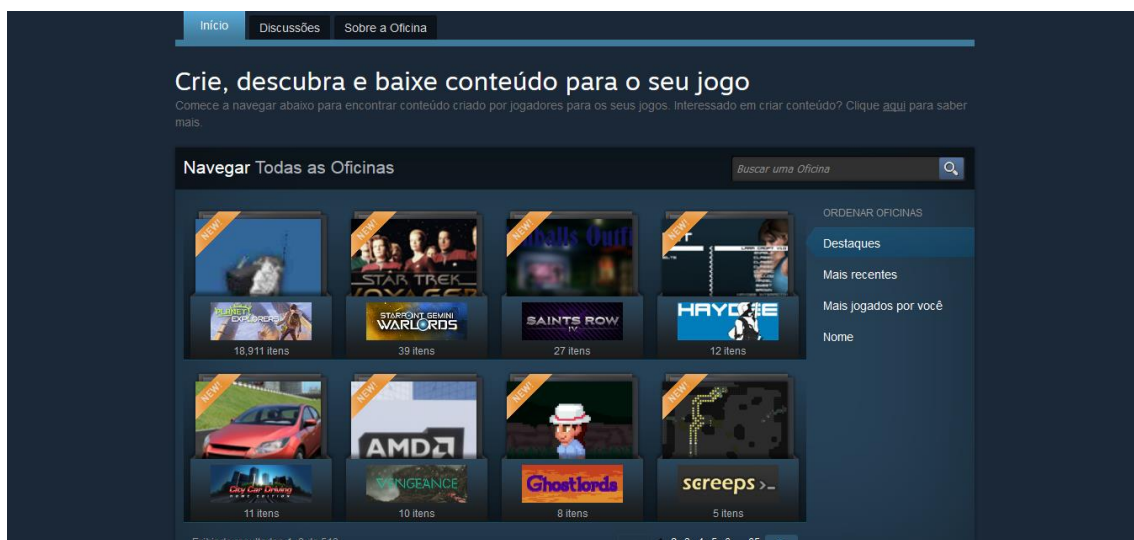 Início Discussões Sobre a Oficina
Crie, descubra e baixe conteúdo para o seu jogo
Comece a navegar abaixo para encontrar conteúdo criado por jogadores para os seus jogos. Interessado em criar conteúdo? Clique aqui para saber
mais.
Navegar Todas as Oficinas
Buscar uma Oficina
NEW! NEW! NEW! NEW!
STAR TREK
VOYAGER
PLANET EXPLORERS
STARPOINT GEMINI
WARLORDS
SAINTS ROW
IV
HAYDEE
18,911 itens 39 itens 27 itens 12 itens
NEW! NEW! NEW! NEW!
AMD
City Car Driving
HOME EDITION
VENGEANCE
Ghostlords
screeps >_
11 itens 10 itens 8 itens 5 itens
ORDENAR OFICINAS
Destaques
Mais recentes
Mais jogados por você
Nome